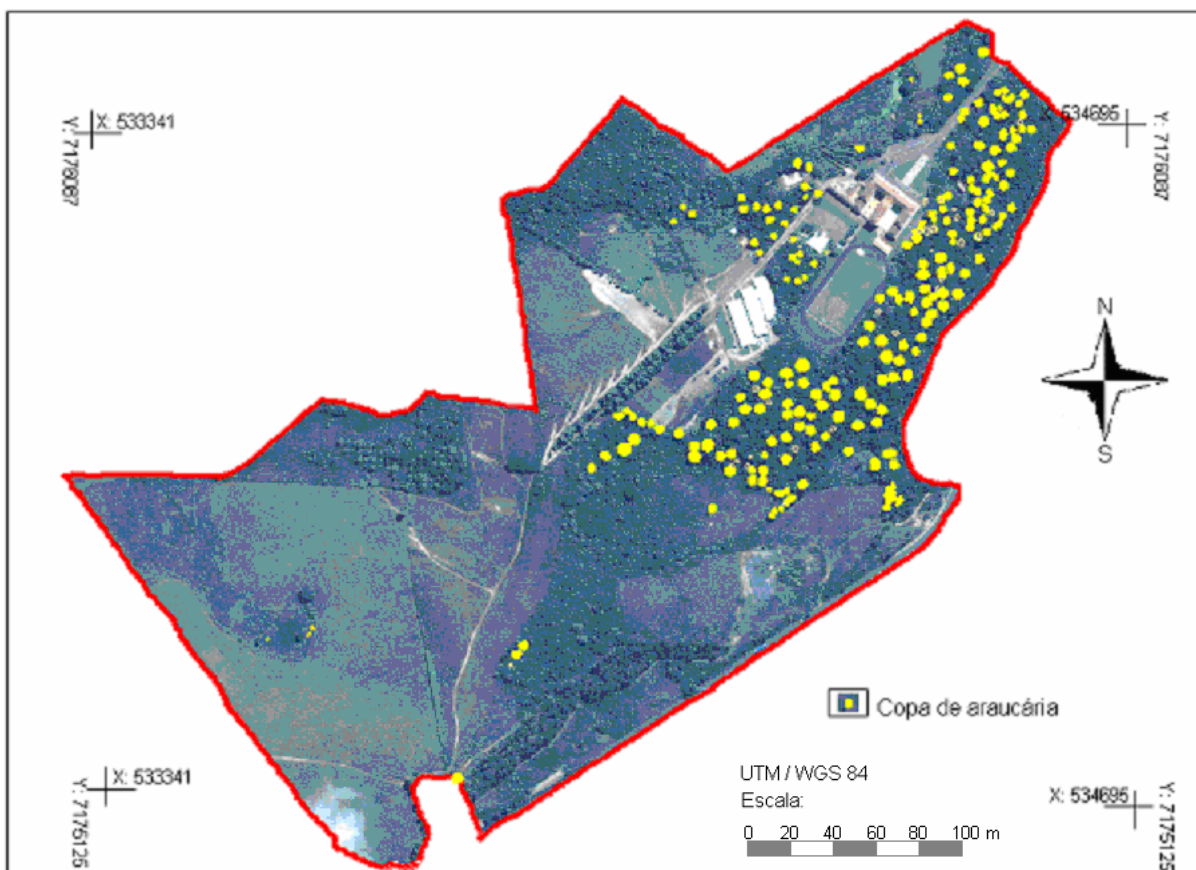 X: 533341
Y: 7176087
X: 534695
Y: 7176087
N
S
Copa de araucária
UTM / WGS 84
Escala:
0 20 40 60 80 100 m
X: 533341
Y: 7175125
X: 534695
Y: 7175125